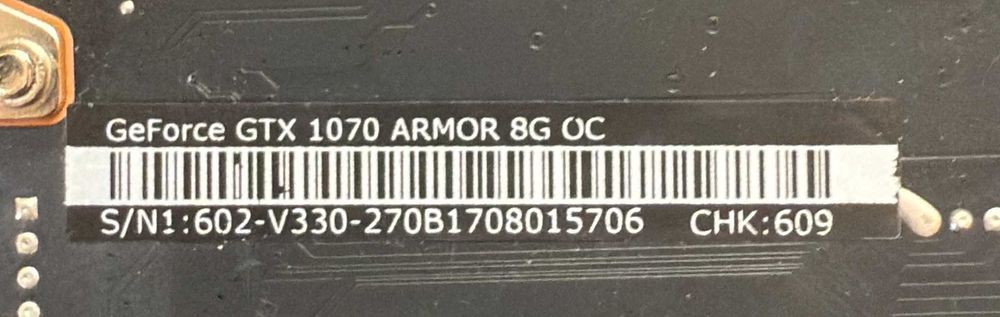 GeForce GTX 1070 ARMOR 8G OC
S/N1:602-V330-270B1708015706 CHK:609